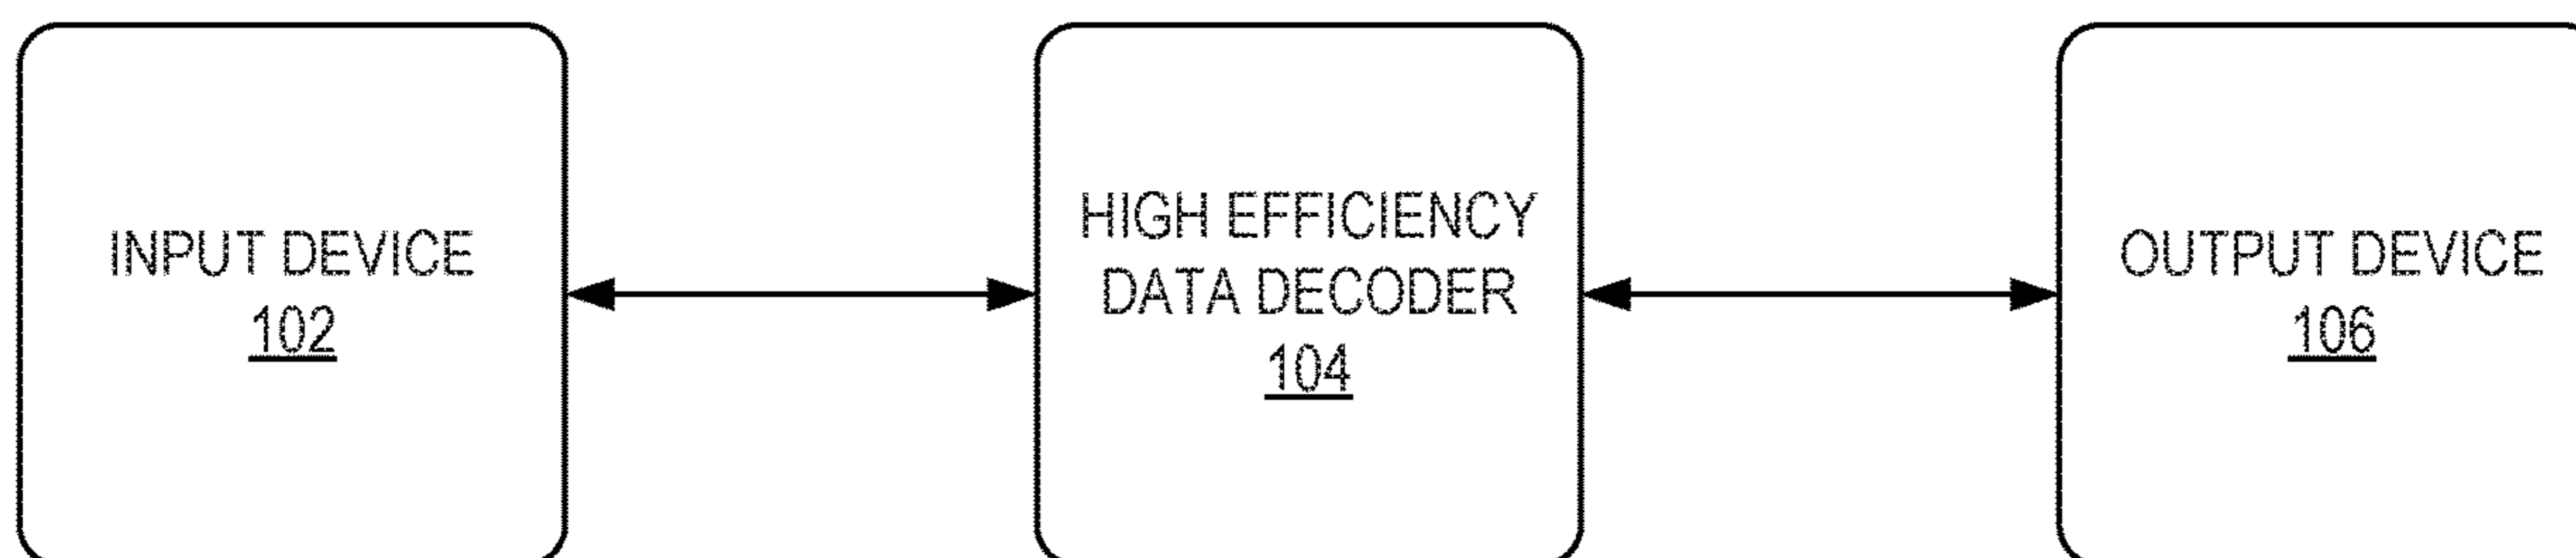 INPUT DEVICE
102
HIGH EFFICIENCY
DATA DECODER
104
OUTPUT DEVICE
106